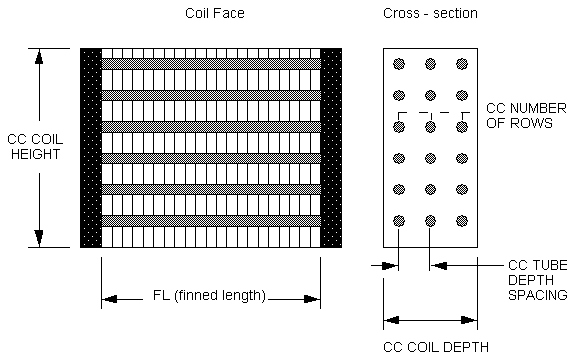 Coil Face
Cross - section
CC COIL
HEIGHT
CC NUMBER
OF ROWS
FL (finned length)
CC TUBE
DEPTH
SPACING
CC COIL DEPTH